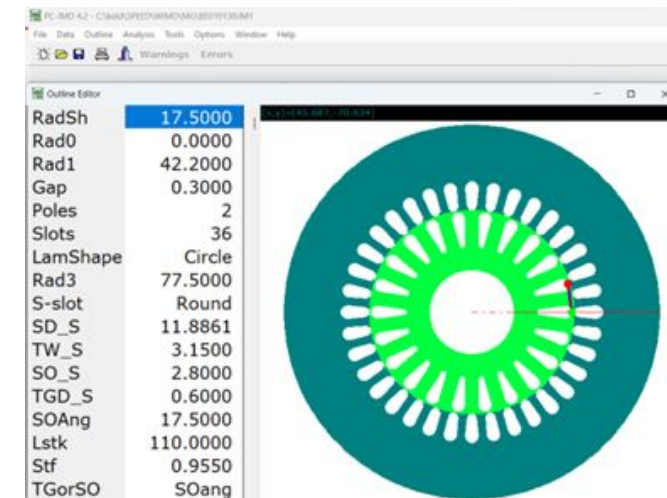 File Data Outline Analysis Tools Options Window Help
Warnings Errors
Outline Editor
RadSh 17.5000
Rad0 0.0000
Rad1 42.2000
Gap 0.3000
Poles 2
Slots 36
LamShape Circle
Rad3 77.5000
S-slot Round
SD_S 11.8861
TW_S 3.1500
SO_S 2.8000
TGD_S 0.6000
SOAng 17.5000
Lstk 110.0000
Stf 0.9550
TGorSO SOang